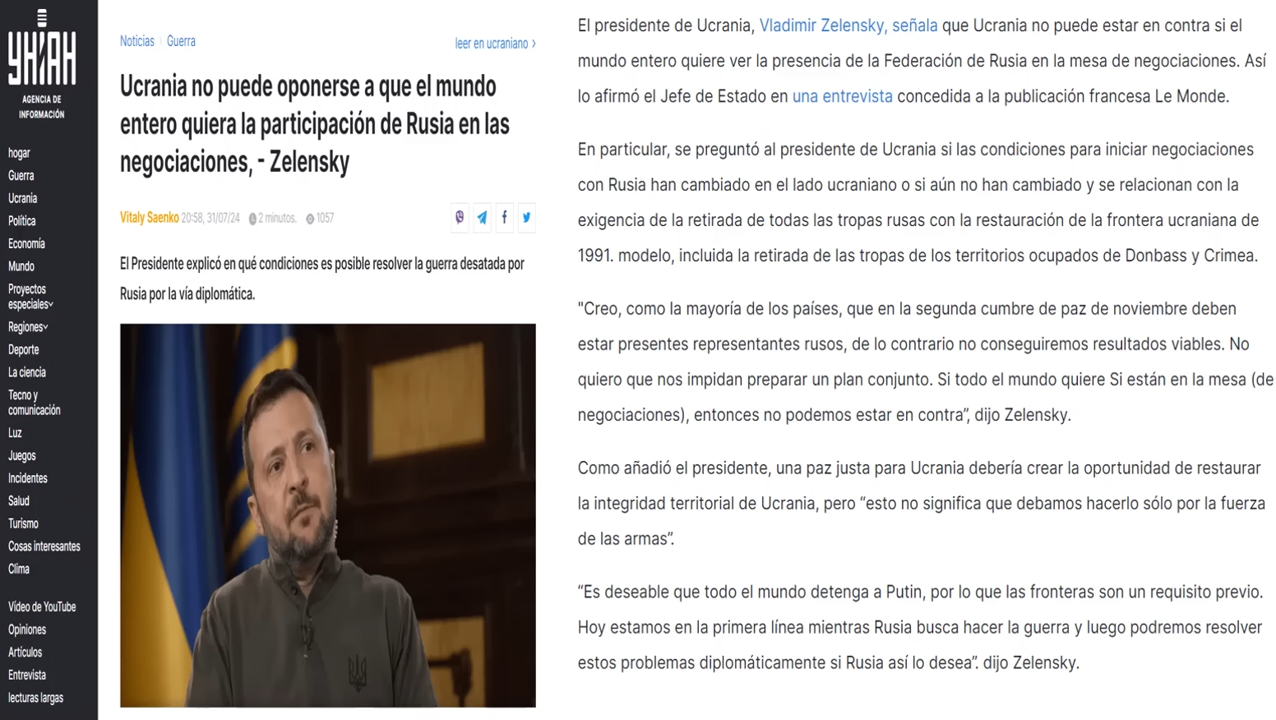 УНІАН
AGENCIA DE
INFORMACIÓN
hogar
Guerra
Ucrania
Política
Economía
Mundo
Proyectos
especiales
Regiones
Deporte
La ciencia
Tecno y
comunicación
Luz
Juegos
Incidentes
Salud
Turismo
Cosas interesantes
Clima
Vídeo de YouTube
Opiniones
Artículos
Entrevista
lecturas largas
Noticias Guerra
leer en ucraniano
Ucrania no puede oponerse a que el mundo
entero quiera la participación de Rusia en las
negociaciones, - Zelensky
Vitaly Saenko 20:58, 31/07/24 2 minutos. 1057
El Presidente explicó en qué condiciones es posible resolver la guerra desatada por
Rusia por la vía diplomática.
El presidente de Ucrania, Vladimir Zelensky, señala que Ucrania no puede estar en contra si el
mundo entero quiere ver la presencia de la Federación de Rusia en la mesa de negociaciones. Así
lo afirmó el Jefe de Estado en una entrevista concedida a la publicación francesa Le Monde.
En particular, se preguntó al presidente de Ucrania si las condiciones para iniciar negociaciones
con Rusia han cambiado en el lado ucraniano o si aún no han cambiado y se relacionan con la
exigencia de la retirada de todas las tropas rusas con la restauración de la frontera ucraniana de
1991. modelo, incluida la retirada de las tropas de los territorios ocupados de Donbass y Crimea.
"Creo, como la mayoría de los países, que en la segunda cumbre de paz de noviembre deben
estar presentes representantes rusos, de lo contrario no conseguiremos resultados viables. No
quiero que nos impidan preparar un plan conjunto. Si todo el mundo quiere Si están en la mesa (de
negociaciones), entonces no podemos estar en contra", dijo Zelensky.
Como añadió el presidente, una paz justa para Ucrania debería crear la oportunidad de restaurar
la integridad territorial de Ucrania, pero “esto no significa que debamos hacerlo sólo por la fuerza
de las armas”.
“Es deseable que todo el mundo detenga a Putin, por lo que las fronteras son un requisito previo.
Hoy estamos en la primera línea mientras Rusia busca hacer la guerra y luego podremos resolver
estos problemas diplomáticamente si Rusia así lo desea”. dijo Zelensky.